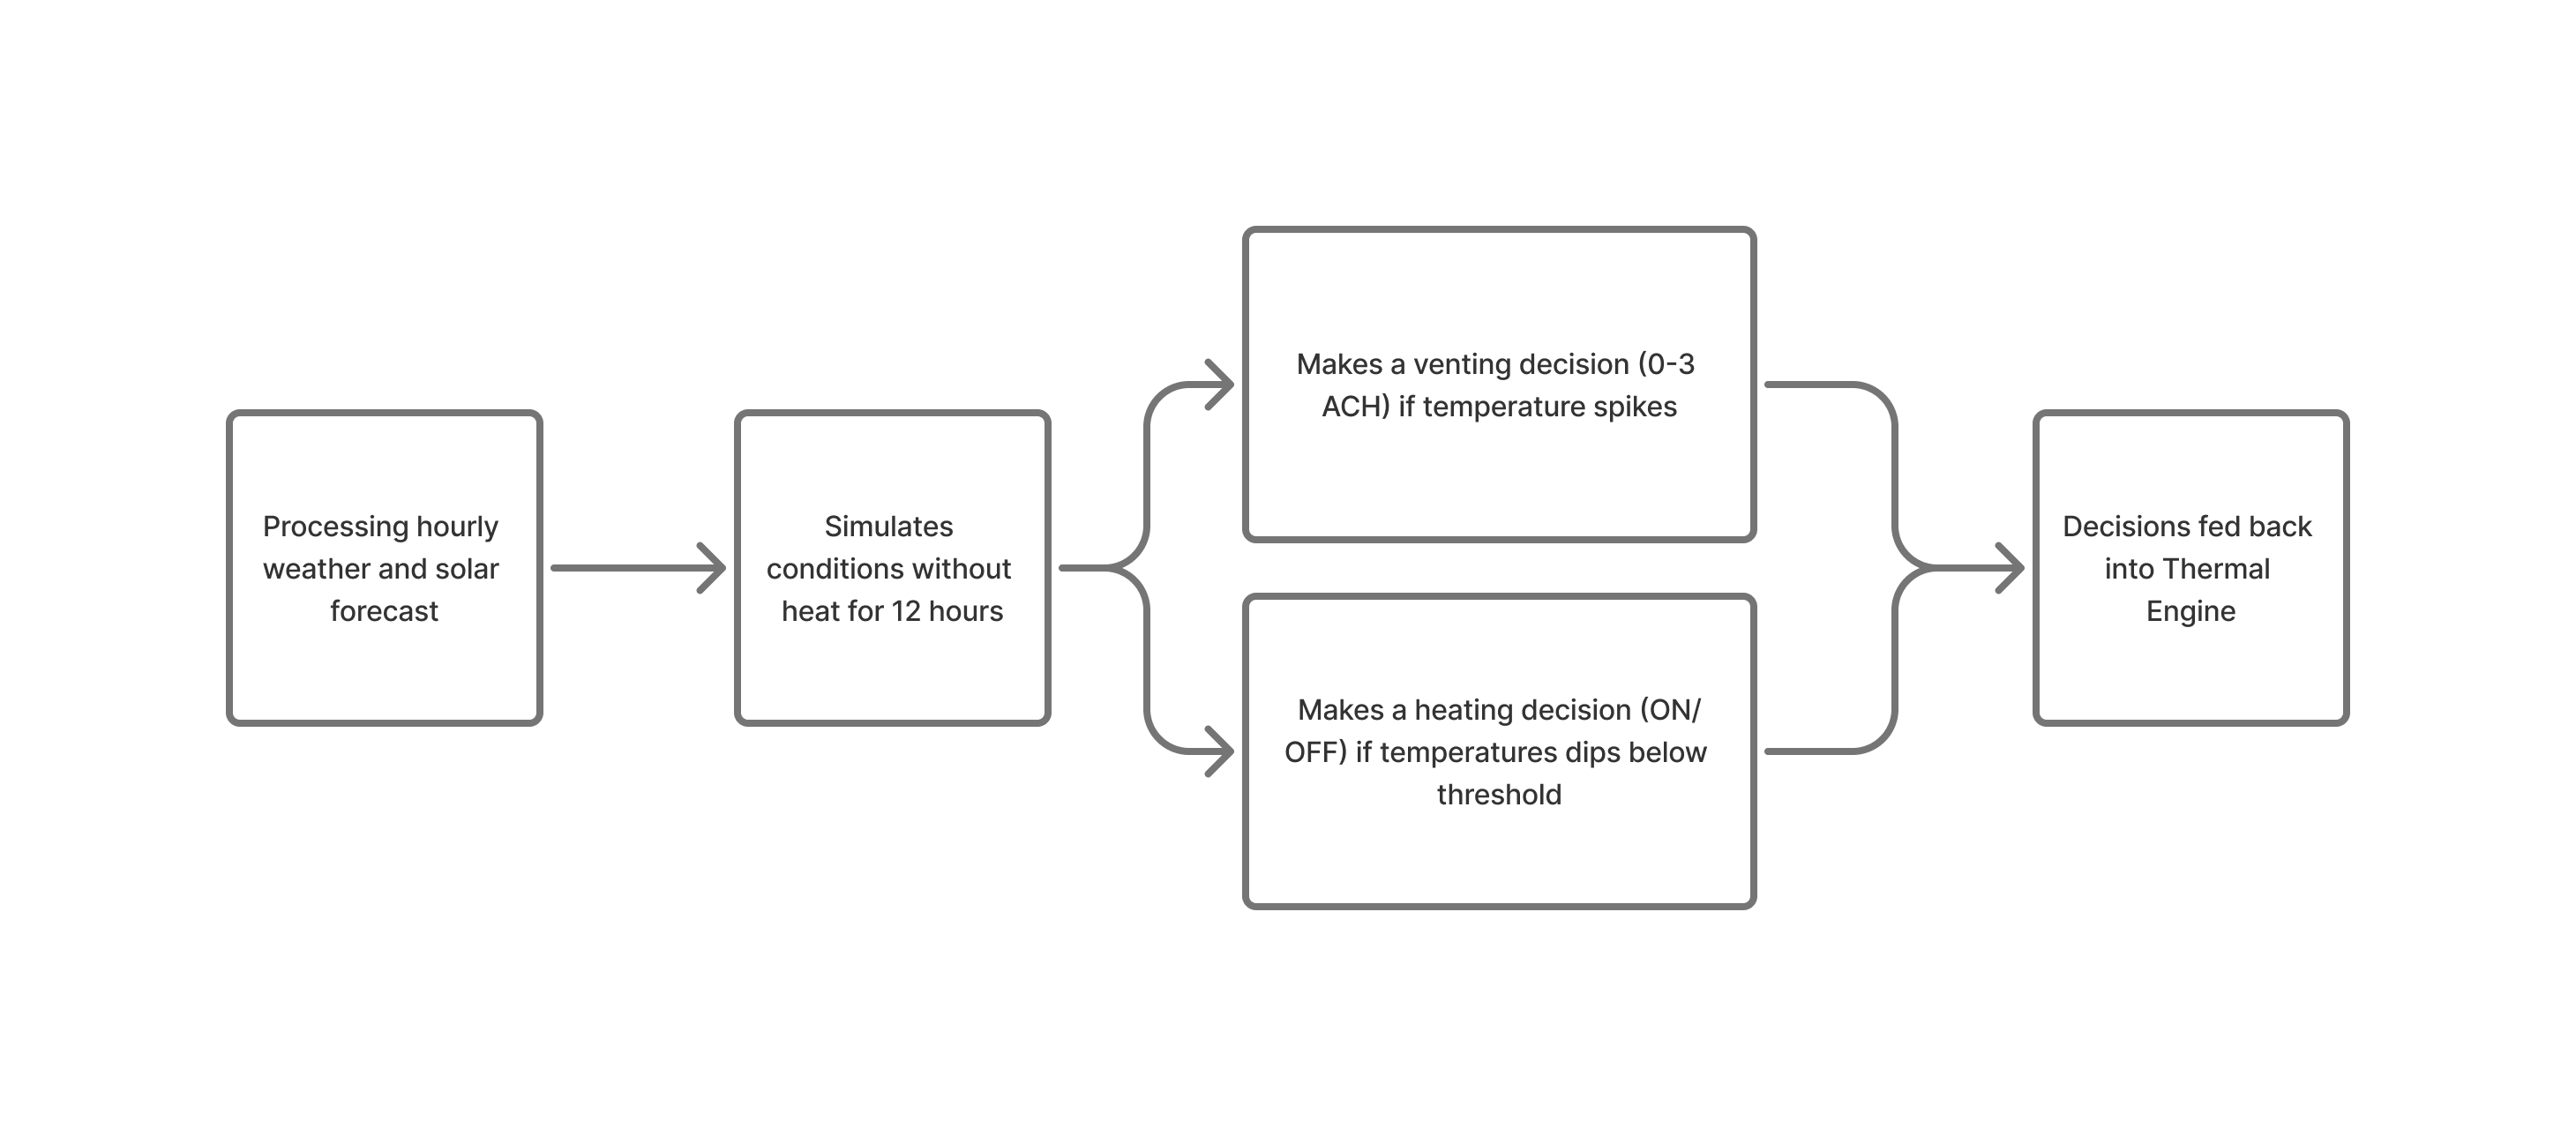 Processing hourly
weather and solar
forecast
Simulates
conditions without
heat for 12 hours
Makes a venting decision (0-3
ACH) if temperature spikes
Makes a heating decision (ON/
OFF) if temperatures dips below
threshold
Decisions fed back
into Thermal
Engine